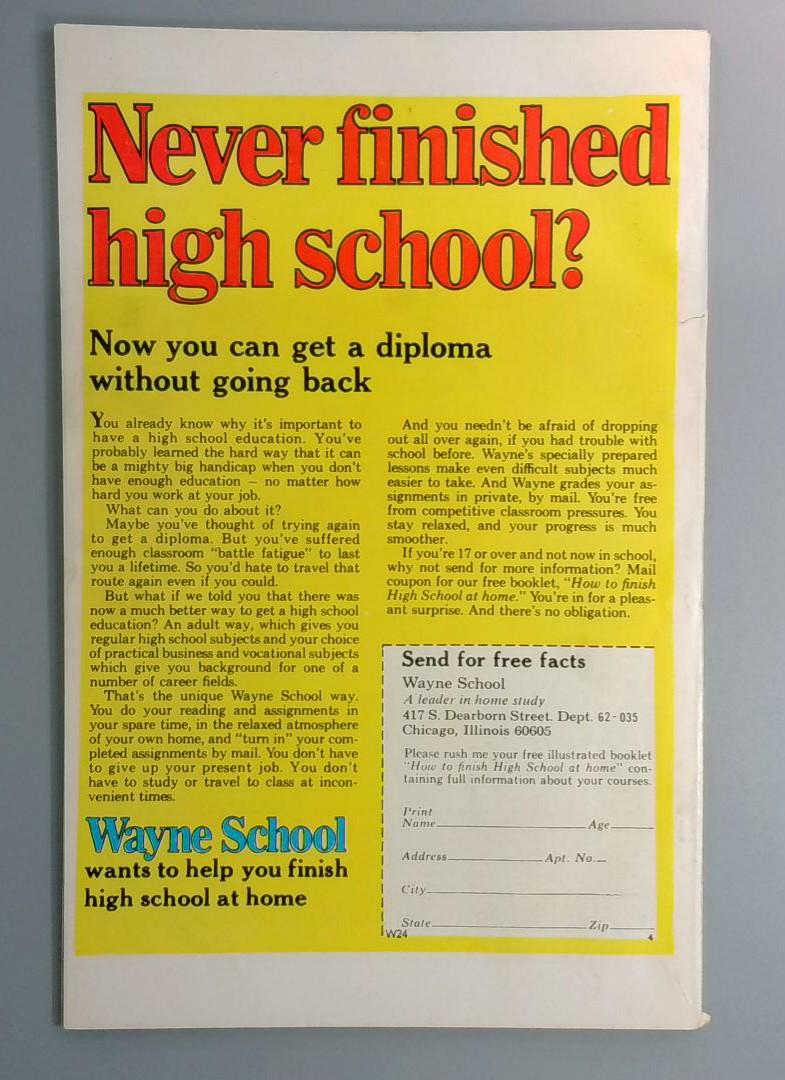 Never finished
high school?
Now you can get a diploma
without going back
You already know why it's important to
have a high school education. You've
probably learned the hard way that it can
be a mighty big handicap when you don't
have enough education — no matter how
hard you work at your job.
What can you do about it?
Maybe you've thought of trying again
to get a diploma. But you've suffered
enough classroom "battle fatigue" to last
you a lifetime. So you'd hate to travel that
route again even if you could.
But what if we told you that there was
now a much better way to get a high school
education? An adult way, which gives you
regular high school subjects and your choice
of practical business and vocational subjects
which give you background for one of a
number of career fields.
That's the unique Wayne School way.
You do your reading and assignments in
your spare time, in the relaxed atmosphere
of your own home, and "turn in" your com-
pleted assignments by mail. You don't have
to give up your present job. You don't
have to study or travel to class at incon-
venient times.
Wayne School
wants to help you finish
high school at home
And you needn't be afraid of dropping
out all over again, if you had trouble with
school before. Wayne's specially prepared
lessons make even difficult subjects much
easier to take. And Wayne grades your as-
signments in private, by mail. You're free
from competitive classroom pressures. You
stay relaxed, and your progress is much
smoother.
If you're 17 or over and not now in school,
why not send for more information? Mail
coupon for our free booklet, "How to finish
High School at home." You're in for a pleas-
ant surprise. And there's no obligation.
Send for free facts
Wayne School
A leader in home study
417 S. Dearborn Street. Dept. 62-035
Chicago, Illinois 60605
Please rush me your free illustrated booklet
"How to finish High School at home" con-
taining full information about your courses.
Print
Name Age
Address Apt. No.
City
State Zip
W24 4